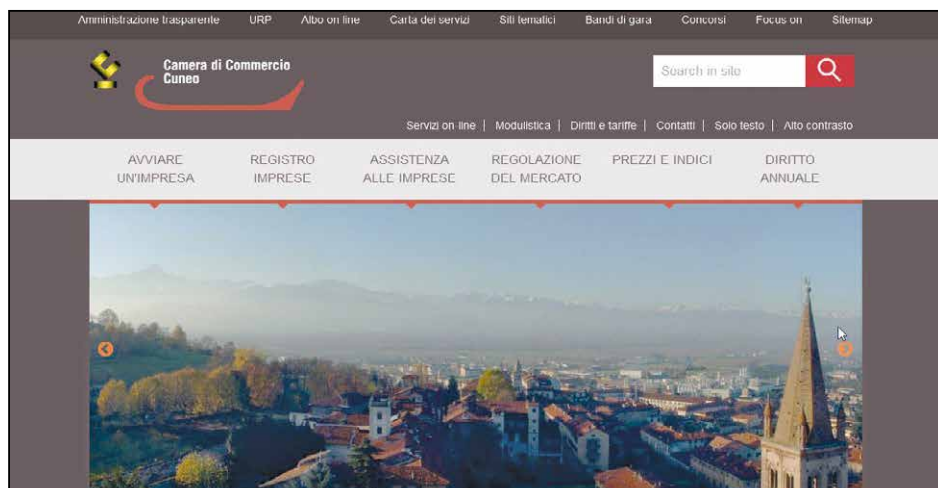 Amministrazione trasparente URP Albo on line Carta dei servizi Siti tematici Bandi di gara Concorsi Focus on Sitemap
Camera di Commercio
Cuneo
Search in site
Servizi on-line | Modulistica | Diritti e tariffe | Contatti | Solo testo | Alto contrasto
AVVIARE
UN'IMPRESA
REGISTRO
IMPRESE
ASSISTENZA
ALLE IMPRESE
REGOLAZIONE
DEL MERCATO
PREZZI E INDICI
DIRITTO
ANNUALE